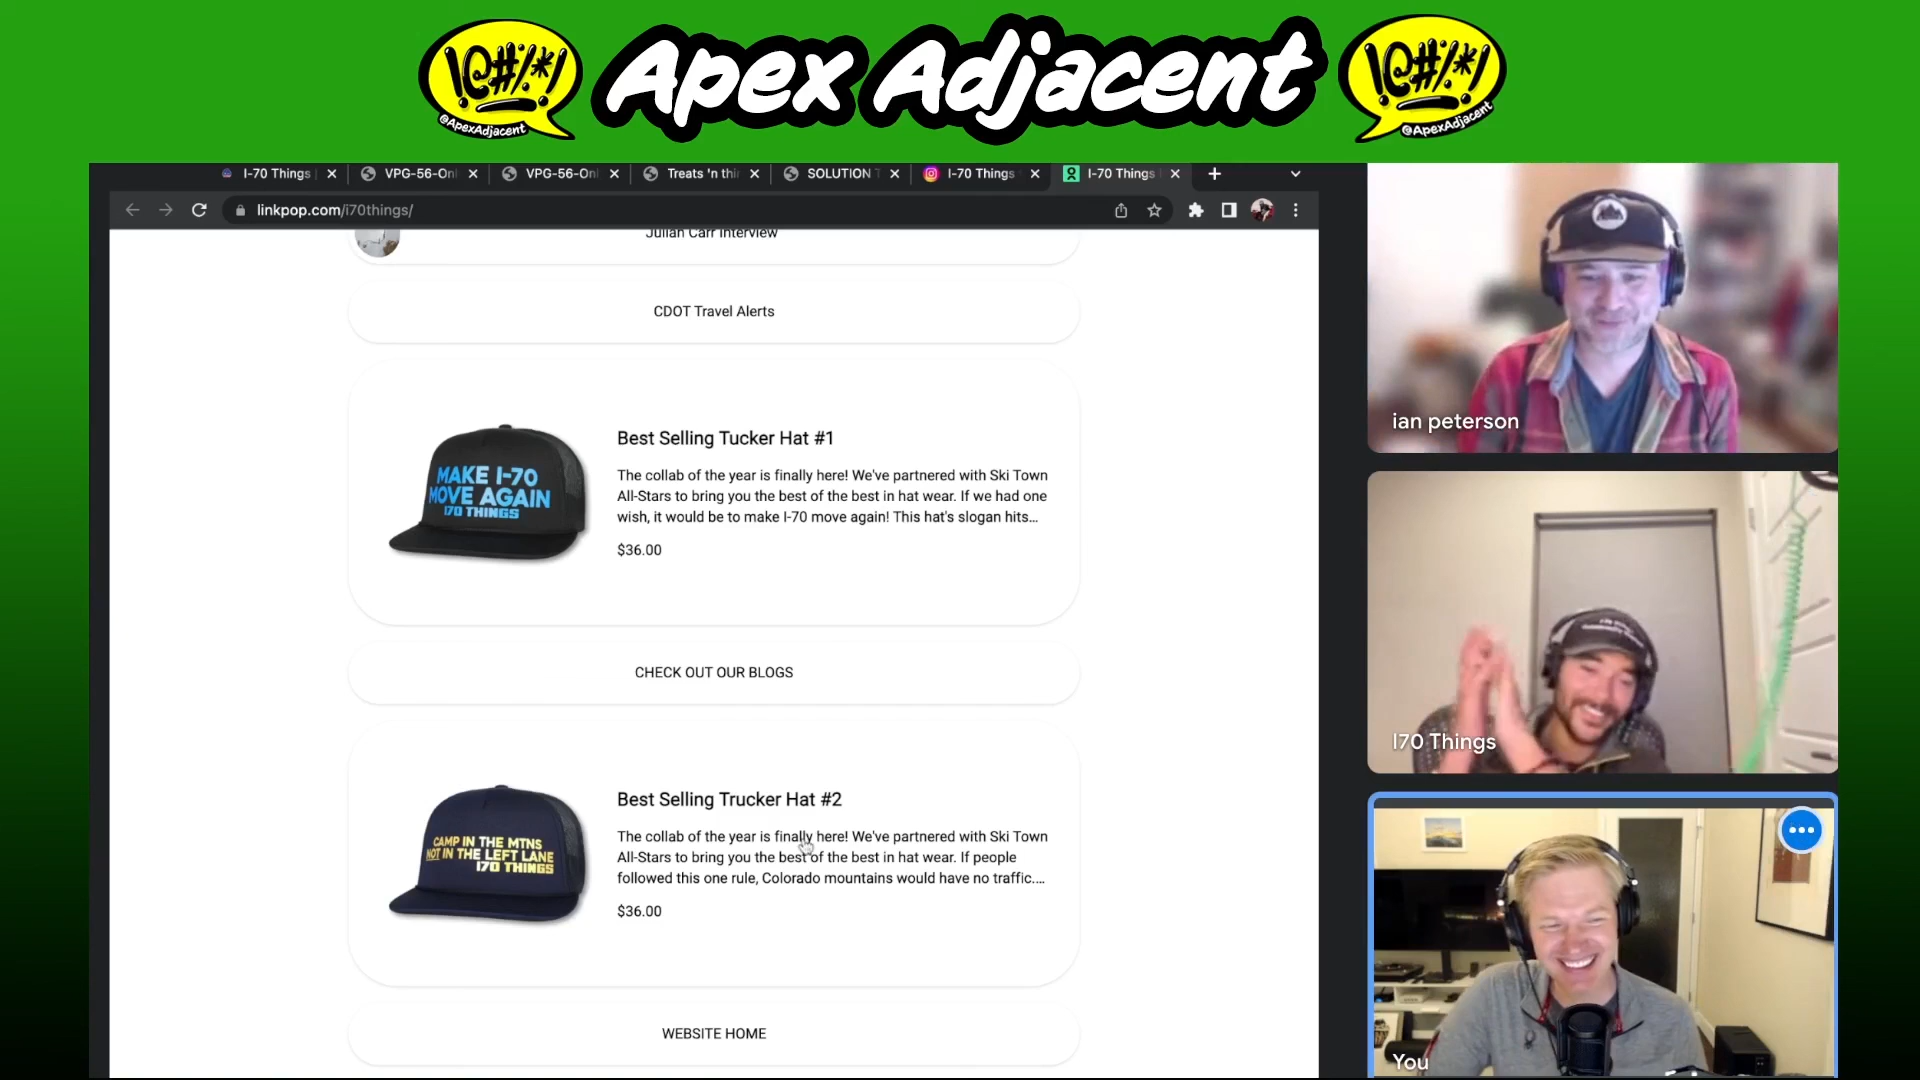 !@#/*!
@ApexAdjacent
Apex Adjacent
!@#/*!
@ApexAdjacent
I-70 Things
VPG-56-Onl
VPG-56-Onl
Treats 'n thin
SOLUTION T
I-70 Things
I-70 Things
linkpop.com/i70things/
Julian Carr Interview
CDOT Travel Alerts
Best Selling Tucker Hat #1
The collab of the year is finally here! We've partnered with Ski Town
All-Stars to bring you the best of the best in hat wear. If we had one
wish, it would be to make I-70 move again! This hat's slogan hits...
$36.00
MAKE I-70
MOVE AGAIN
I70 THINGS
CHECK OUT OUR BLOGS
Best Selling Trucker Hat #2
The collab of the year is finally here! We've partnered with Ski Town
All-Stars to bring you the best of the best in hat wear. If people
followed this one rule, Colorado mountains would have no traffic....
$36.00
CAMP IN THE MTNS
NOT IN THE LEFT LANE
I70 THINGS
WEBSITE HOME
ian peterson
I70 Things
You